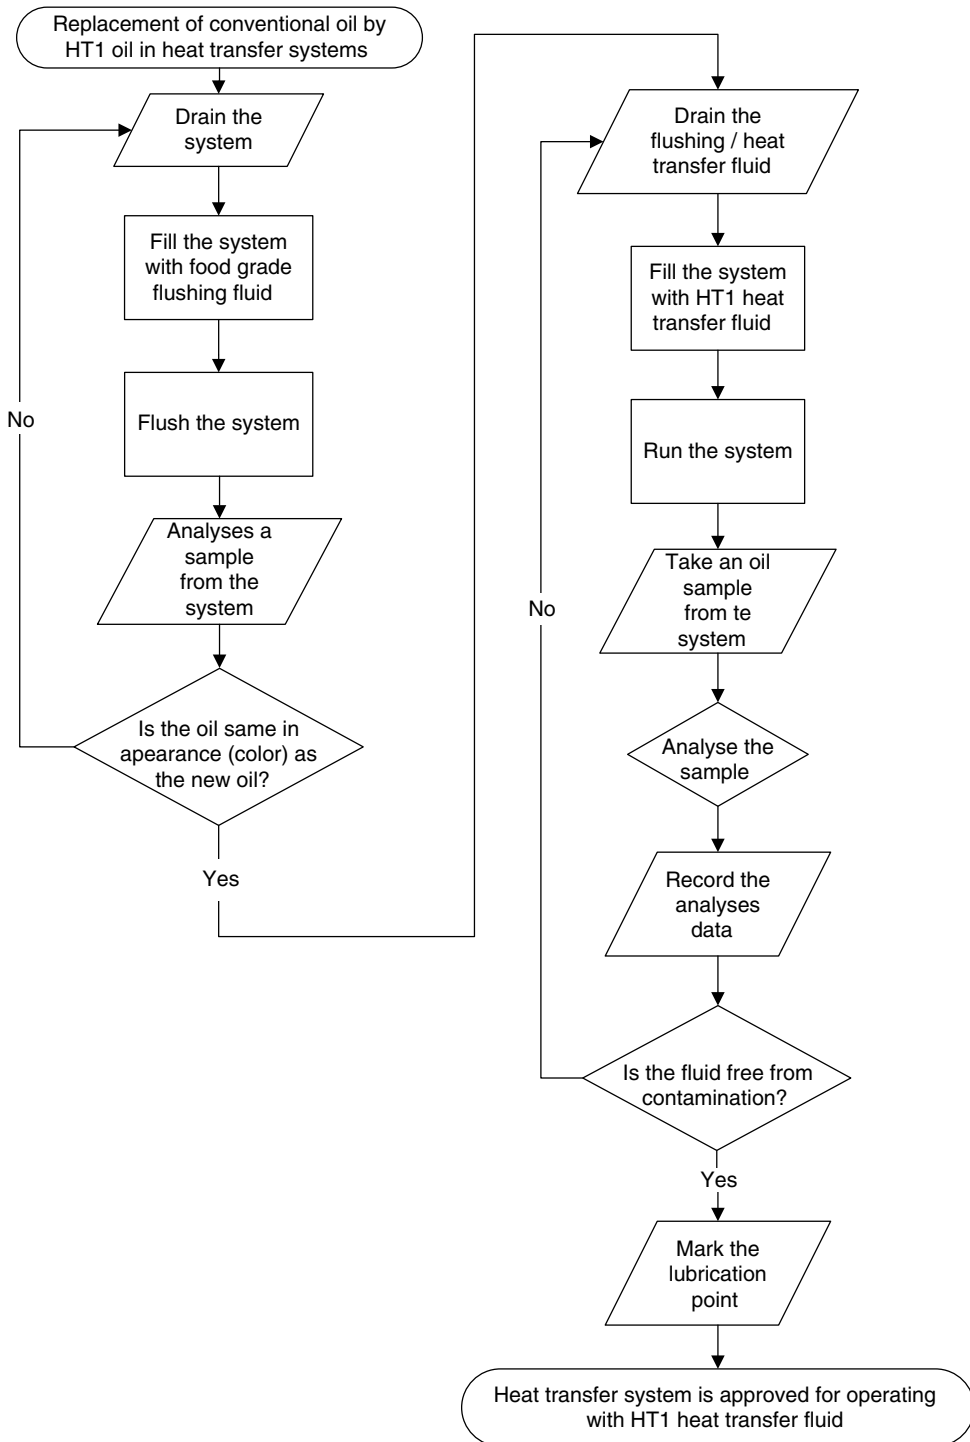 Replacement of conventional oil by
HT1 oil in heat transfer systems
Drain the
system
Fill the system
with food grade
flushing fluid
Flush the system
No
Analyses a
sample
from the
system
Is the oil same in
apearance (color) as
the new oil?
Yes
Drain the
flushing / heat
transfer fluid
Fill the system
with HT1 heat
transfer fluid
Run the system
Take an oil
sample
from te
system
No
Analyse the
sample
Record the
analyses
data
Is the fluid free from
contamination?
Yes
Mark the
lubrication
point
Heat transfer system is approved for operating
with HT1 heat transfer fluid